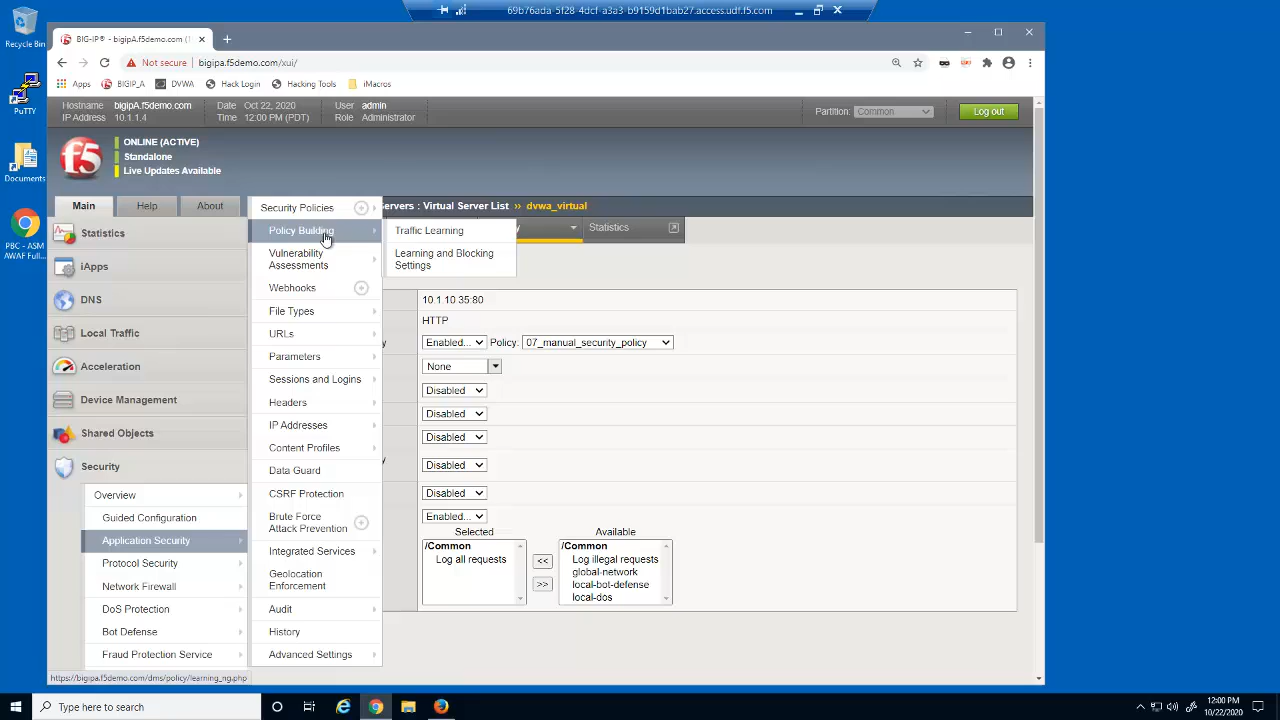 69b76ada-5f28-4dcf-a3a3-b9159d1bab27.access.udf.f5.com
Recycle Bin
PuTTY
Documents
PBC - ASM
AWAF Full...
BIG-IP® - bigipA.f5demo.com (1
Not secure | bigipa.f5demo.com/xui/
Apps
BIGIP_A
DVWA
Hack Login
Hacking Tools
iMacros
Hostname bigipA.f5demo.com
IP Address 10.1.1.4
Date Oct 22, 2020
Time 12:00 PM (PDT)
User admin
Role Administrator
Partition: Common
Log out
f5
ONLINE (ACTIVE)
Standalone
Live Updates Available
Main
Help
About
Servers : Virtual Server List » dvwa_virtual
Statistics
Statistics
iApps
DNS
Local Traffic
Acceleration
Device Management
Shared Objects
Security
Overview
Guided Configuration
Application Security
Protocol Security
Network Firewall
DoS Protection
Bot Defense
Fraud Protection Service
Security Policies
Policy Building
Vulnerability
Assessments
Webhooks
File Types
URLs
Parameters
Sessions and Logins
Headers
IP Addresses
Content Profiles
Data Guard
CSRF Protection
Brute Force
Attack Prevention
Integrated Services
Geolocation
Enforcement
Audit
History
Advanced Settings
Traffic Learning
Learning and Blocking
Settings
10.1.10.35:80
HTTP
Enabled... Policy: 07_manual_security_policy
None
Disabled
Disabled
Disabled
Disabled
Disabled
Enabled...
Selected
Available
/Common
Log all requests
<<
>>
/Common
Log illegal requests
global-network
local-bot-defense
local-dos
https://bigipa.f5demo.com/dms/policy/learning_ng.php
Type here to search
12:00 PM
10/22/2020